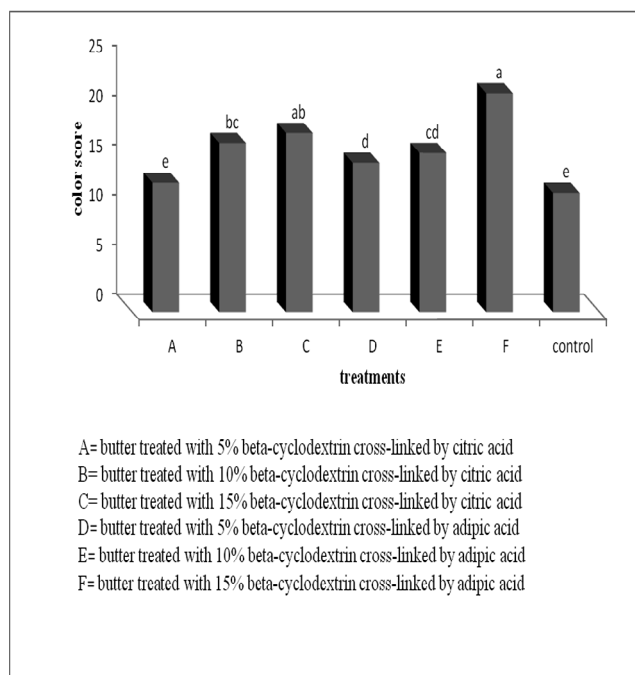 25
20
15
10
5
0
color score
e
bc
ab
d
cd
a
e
A B C D E F control
treatments
A= butter treated with 5% beta-cyclodextrin cross-linked by citric acid
B= butter treated with 10% beta-cyclodextrin cross-linked by citric acid
C= butter treated with 15% beta-cyclodextrin cross-linked by citric acid
D= butter treated with 5% beta-cyclodextrin cross-linked by adipic acid
E= butter treated with 10% beta-cyclodextrin cross-linked by adipic acid
F= butter treated with 15% beta-cyclodextrin cross-linked by adipic acid